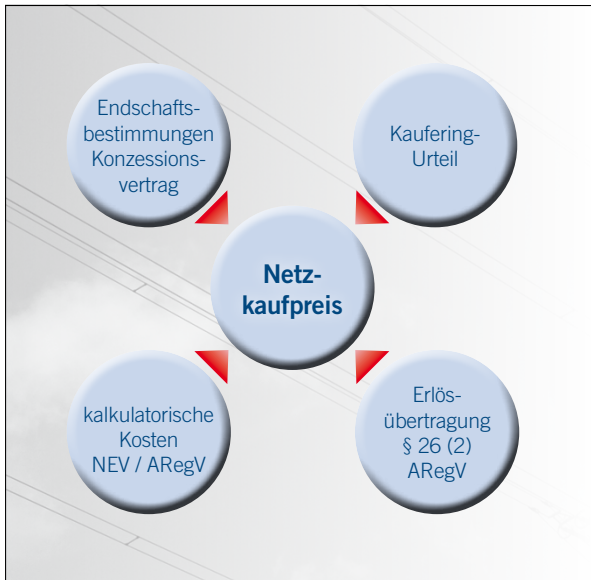 Endschafts-
bestimmungen
Konzessions-
vertrag
Kaufering-
Urteil
Netz-
kaufpreis
kalkulatorische
Kosten
NEV / ARegV
Erlös-
übertragung
§ 26 (2)
ARegV